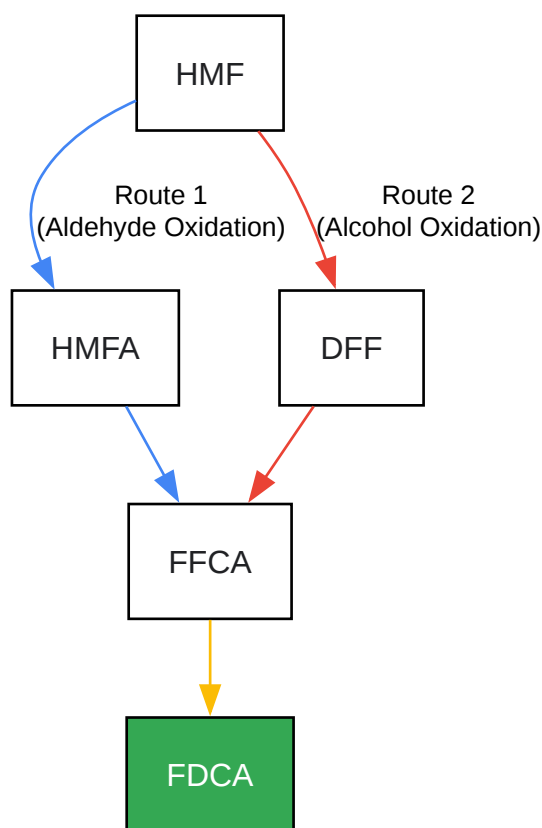 HMF
Route 1
(Aldehyde Oxidation)
Route 2
(Alcohol Oxidation)
HMFA
DFF
FFCA
FDCA